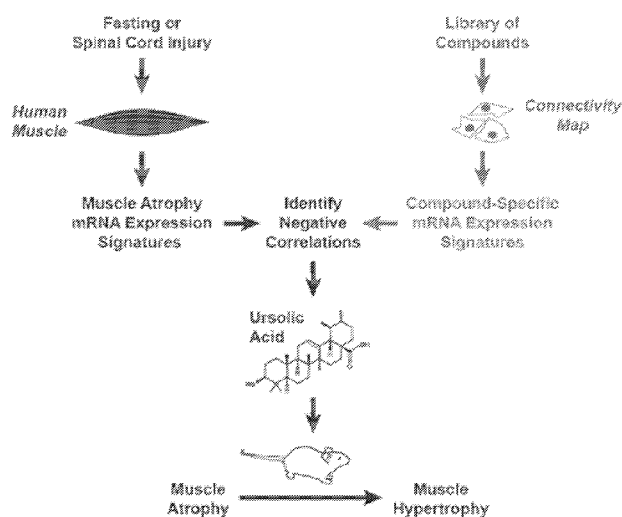 Fasting or
Spinal Cord Injury
Library of
Compounds
Human
Muscle
Connectivity
Map
Muscle Atrophy
mRNA Expression
Signatures
Identify
Negative
Correlations
Compound-Specific
mRNA Expression
Signatures
Ursolic
Acid
Muscle
Atrophy
Muscle
Hypertrophy